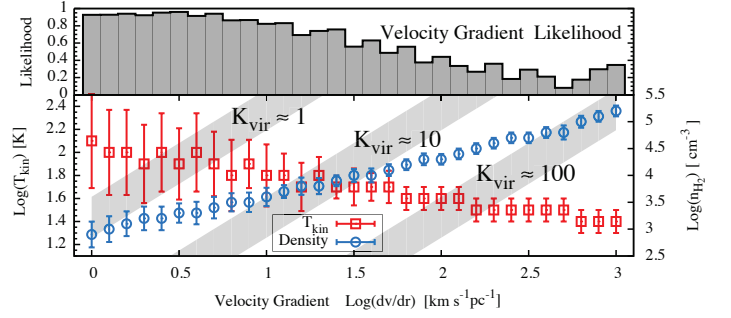 Velocity Gradient Likelihood
Likelihood
1
0.8
0.6
0.4
0.2
0
2.4
2.2
2
1.8
1.6
1.4
1.2
Log(T_kin) [K]
K_vir ≈ 1
K_vir ≈ 10
K_vir ≈ 100
T_kin
Density
5.5
5
4.5
4
3.5
3
2.5
Log(n_H₂) [ cm⁻³]
0 0.5 1 1.5 2 2.5 3
Velocity Gradient Log(dv/dr) [km s⁻¹pc⁻¹]